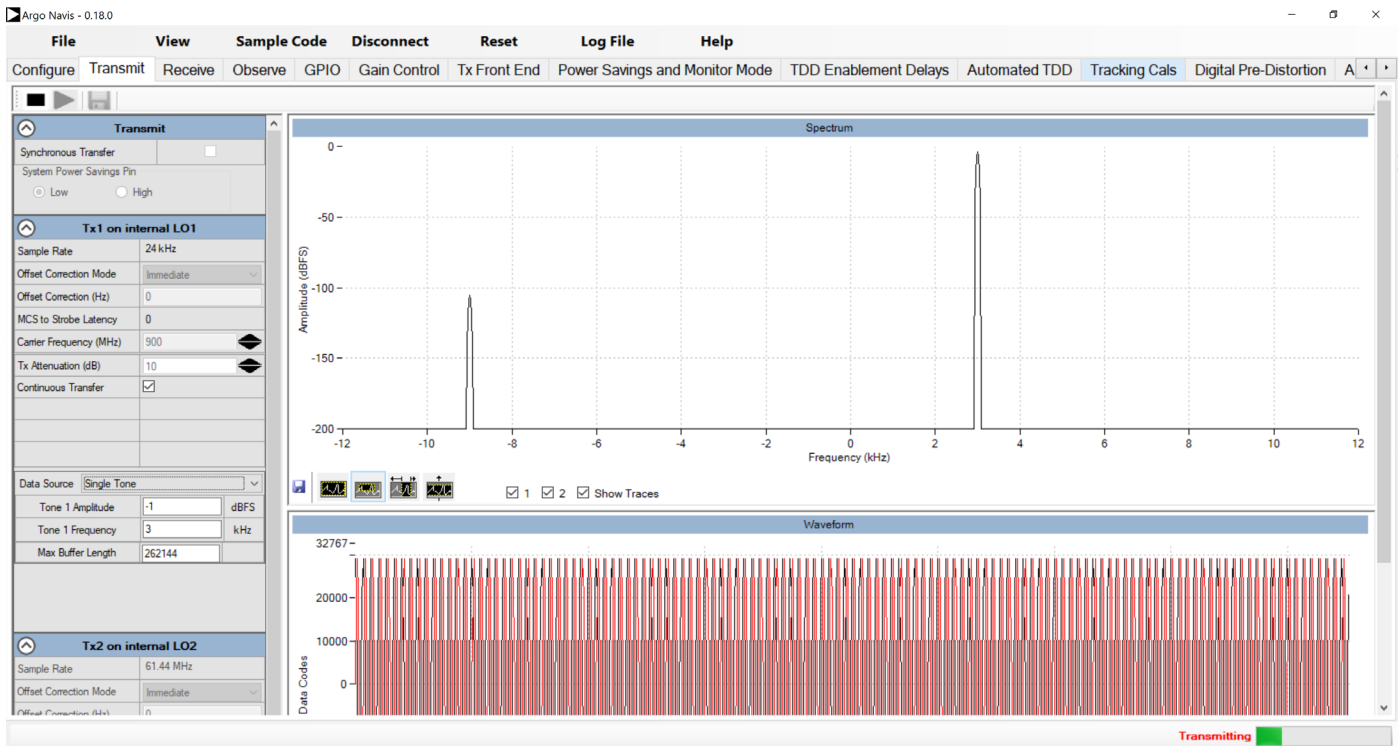 Argo Navis - 0.18.0
File View Sample Code Disconnect Reset Log File Help
Configure Transmit Receive Observe GPIO Gain Control Tx Front End Power Savings and Monitor Mode TDD Enablement Delays Automated TDD Tracking Cals Digital Pre-Distortion A
Transmit
Synchronous Transfer
System Power Savings Pin
Low High
Tx1 on internal LO1
Sample Rate 24 kHz
Offset Correction Mode Immediate
Offset Correction (Hz) 0
MCS to Strobe Latency 0
Carrier Frequency (MHz) 900
Tx Attenuation (dB) 10
Continuous Transfer
Data Source Single Tone
Tone 1 Amplitude -1 dBFS
Tone 1 Frequency 3 kHz
Max Buffer Length 262144
Tx2 on internal LO2
Sample Rate 61.44 MHz
Offset Correction Mode Immediate
Offset Correction (Hz) 0
Spectrum
0
-50
-100
-150
-200
Amplitude (dBFS)
-12 -10 -8 -6 -4 -2 0 2 4 6 8 10 12
Frequency (kHz)
1 2 Show Traces
Waveform
32767
20000
10000
0
Data Codes
Transmitting